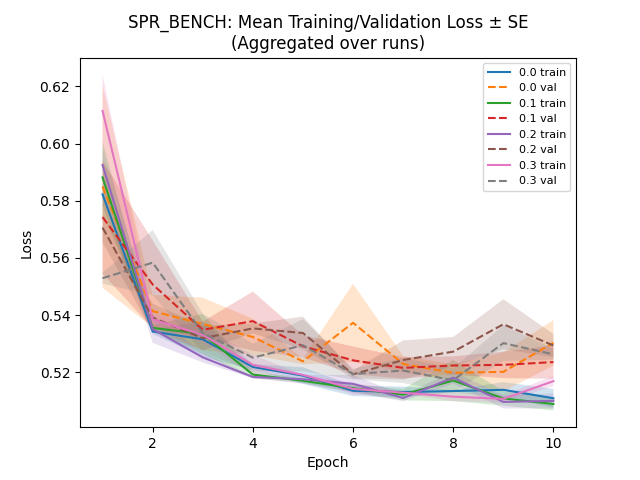 SPR_BENCH: Mean Training/Validation Loss ± SE
(Aggregated over runs)
0.62
0.60
0.58
0.56
0.54
0.52
Loss
0.0 train
0.0 val
0.1 train
0.1 val
0.2 train
0.2 val
0.3 train
0.3 val
2
4
6
8
10
Epoch